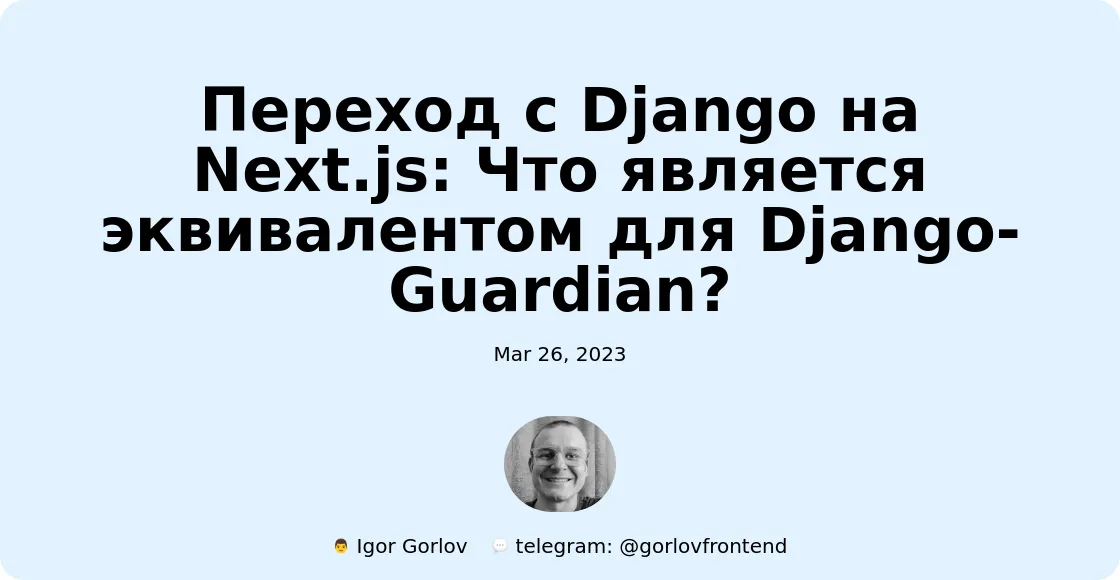 Переход с Django на
Next.js: Что является
эквивалентом для Django-
Guardian?
Mar 26, 2023
Igor Gorlov telegram: @gorlovfrontend